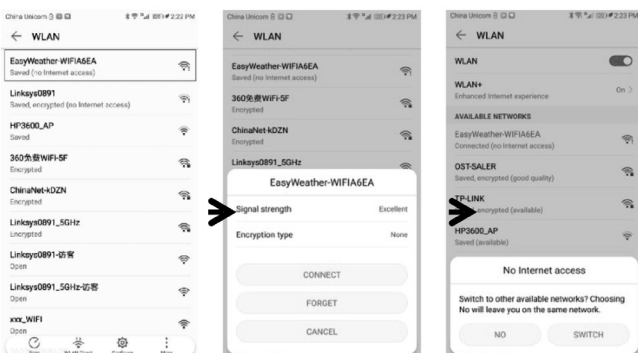 China Unicom
2:22 PM
WLAN
EasyWeather-WIFIA6EA
Saved (no Internet access)
Linksys0891
Saved, encrypted (no Internet access)
HP3600_AP
Saved
360免费WiFi-5F
Encrypted
ChinaNet-kDZN
Encrypted
Linksys0891_5GHz
Encrypted
Linksys0891-访客
Open
Linksys0891_5GHz-访客
Open
xxx_WIFI
Open
China Unicom
2:23 PM
WLAN
EasyWeather-WIFIA6EA
Saved (no Internet access)
360免费WiFi-5F
Encrypted
ChinaNet-kDZN
Encrypted
Linksys0891_5GHz
EasyWeather-WIFIA6EA
Signal strength Excellent
Encryption type None
CONNECT
FORGET
CANCEL
China Unicom
2:23 PM
WLAN
WLAN
WLAN+
Enhanced Internet experience On
AVAILABLE NETWORKS
EasyWeather-WIFIA6EA
Connected (no Internet access)
OST-SALER
Saved, encrypted (good quality)
TP-LINK
encrypted (available)
HP3600_AP
Saved (available)
No Internet access
Switch to other available networks? Choosing
No will leave you on the same network.
NO SWITCH